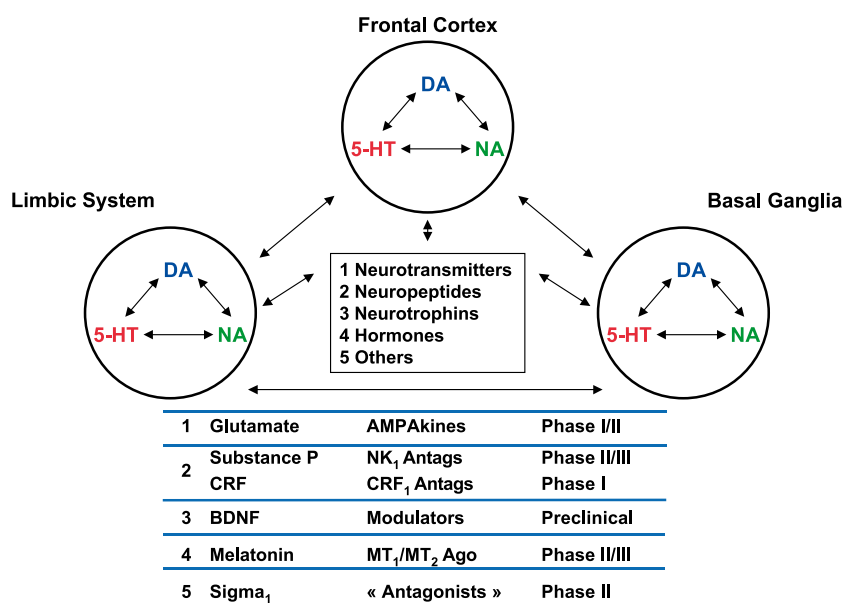 Frontal Cortex
DA
5-HT NA
Limbic System
Basal Ganglia
DA
5-HT NA
1 Neurotransmitters
2 Neuropeptides
3 Neurotrophins
4 Hormones
5 Others
DA
5-HT NA
1 Glutamate AMPAkines Phase I/II
2 Substance P NK₁ Antags Phase II/III
CRF CRF₁ Antags Phase I
3 BDNF Modulators Preclinical
4 Melatonin MT₁/MT₂ Ago Phase II/III
5 Sigma₁ « Antagonists » Phase II